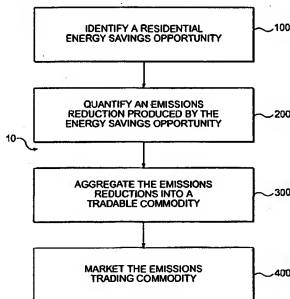 IDENTIFY A RESIDENTIAL
ENERGY SAVINGS OPPORTUNITY
100
QUANTIFY AN EMISSIONS
REDUCTION PRODUCED BY THE
ENERGY SAVINGS OPPORTUNITY
200
10
AGGREGATE THE EMISSIONS
REDUCTIONS INTO A
TRADABLE COMMODITY
300
MARKET THE EMISSIONS
TRADING COMMODITY
400